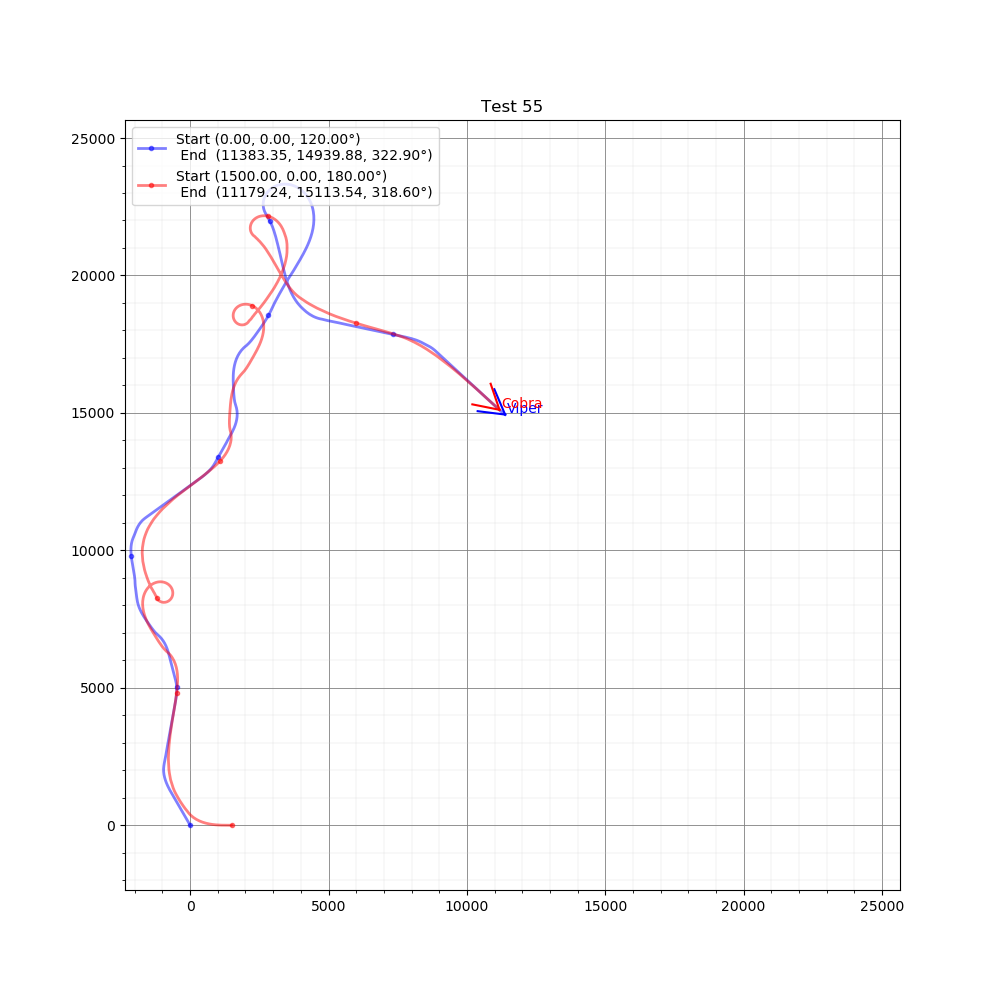 Test 55
Start (0.00, 0.00, 120.00°)
End (11383.35, 14939.88, 322.90°)
Start (1500.00, 0.00, 180.00°)
End (11179.24, 15113.54, 318.60°)
25000
20000
15000
10000
5000
0
Cobra
Viper
0
5000
10000
15000
20000
25000